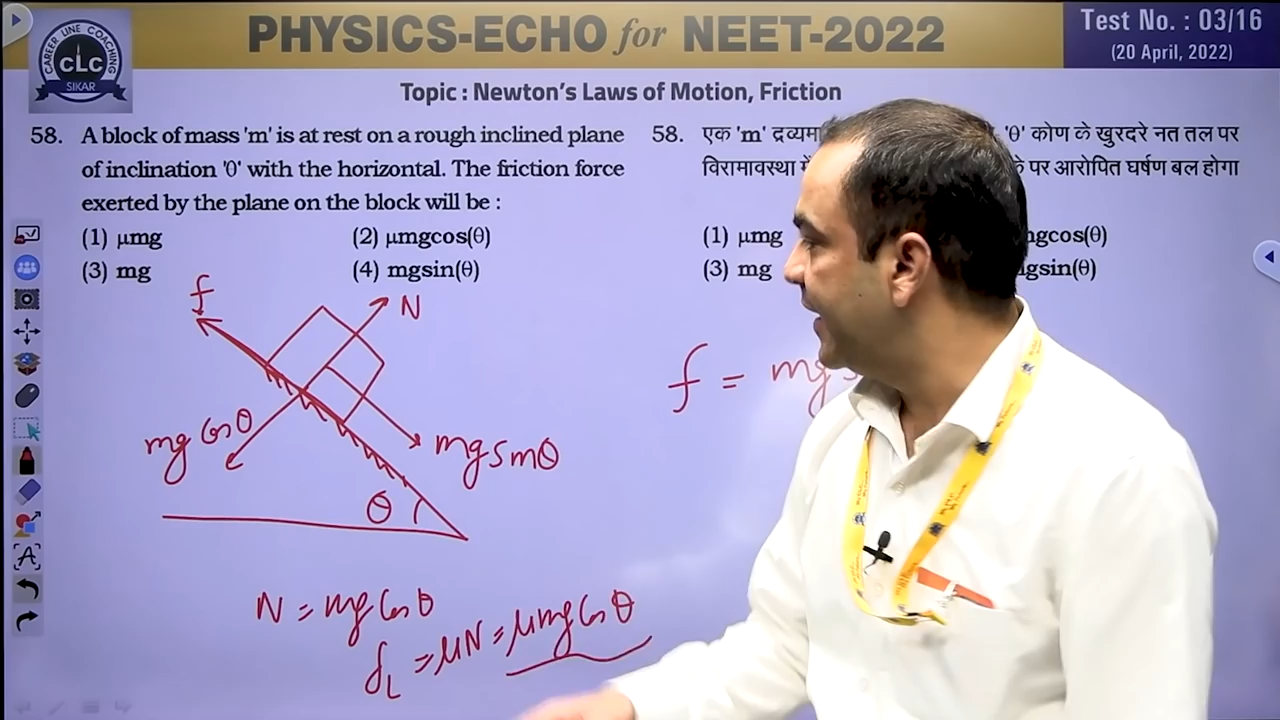 PHYSICS-ECHO for NEET-2022
Test No. : 03/16
(20 April, 2022)
CAREER LINE COACHING
CLC
SIKAR
Topic : Newton's Laws of Motion, Friction
58. A block of mass 'm' is at rest on a rough inclined plane
of inclination 'θ' with the horizontal. The friction force
exerted by the plane on the block will be :
(1) μmg (2) μmgcos(θ)
(3) mg (4) mgsin(θ)
58. एक 'm' 'θ' कोण के खुरदरे नत तल पर
विरामावस्था पर आरोपित घर्षण बल होगा
(1) μmg mgcos(θ)
(3) mg mgsin(θ)
f
N
mg Cosθ
mg Sinθ
θ
f = mg
N = mg Cosθ
f_L = μN = μmg Cosθ
A